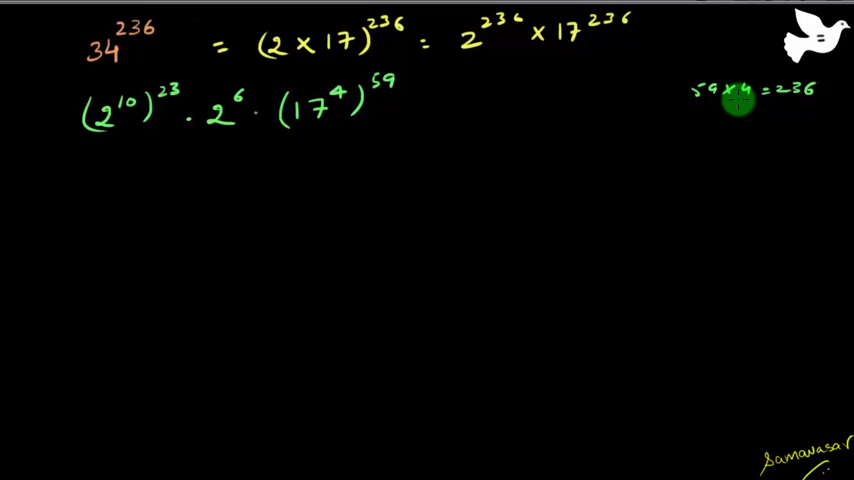 34^236 = (2 × 17)^236 = 2^236 × 17^236
(2^10)^23 . 2^6 . (17^4)^59
59 × 4 = 236
Samavasar